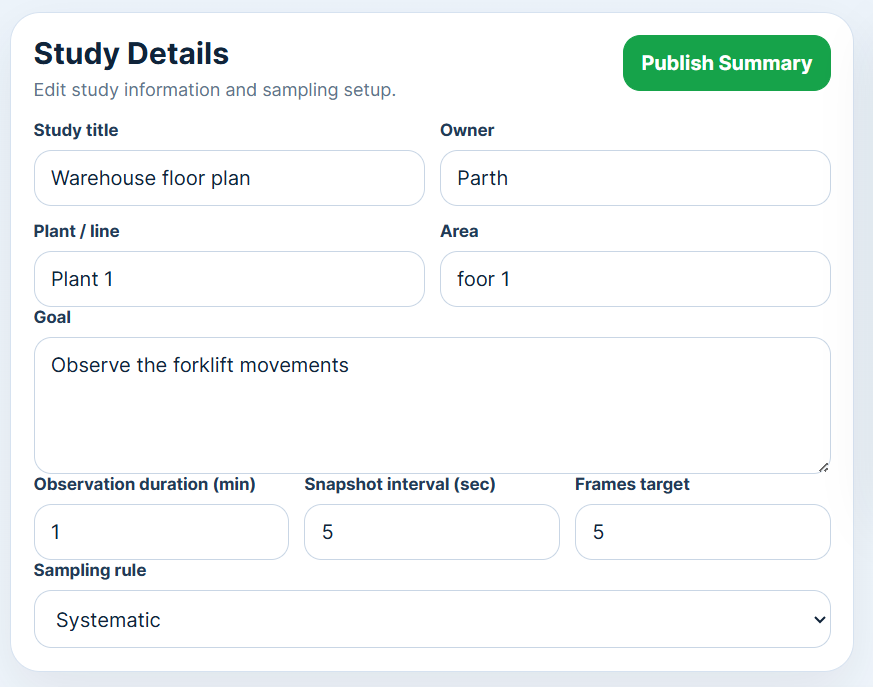 Study Details
Publish Summary
Edit study information and sampling setup.
Study title
Owner
Warehouse floor plan
Parth
Plant / line
Area
Plant 1
foor 1
Goal
Observe the forklift movements
Observation duration (min)
Snapshot interval (sec)
Frames target
1
5
5
Sampling rule
Systematic